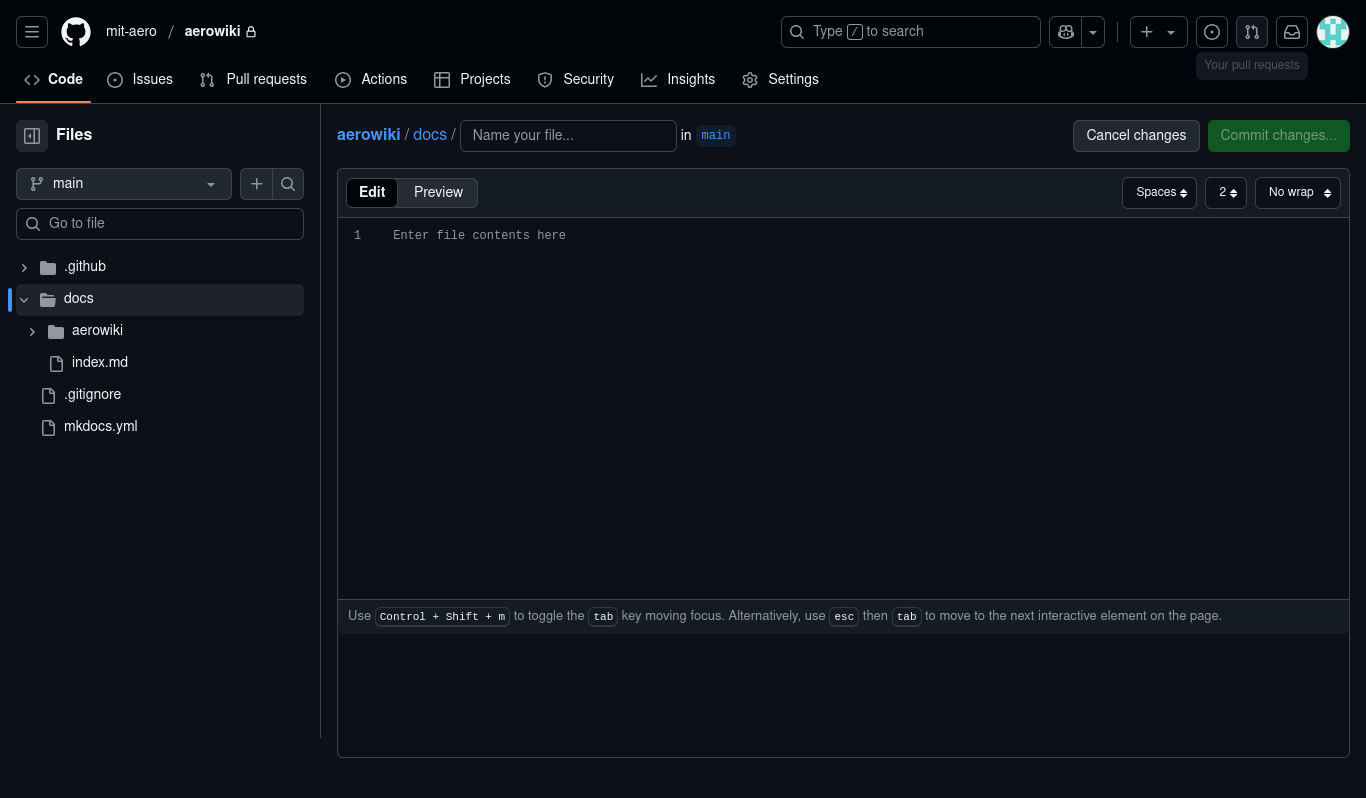 mit-aero / aerowiki
Type / to search
Code
Issues
Pull requests
Actions
Projects
Security
Insights
Settings
Your pull requests
Files
main
Go to file
.github
docs
aerowiki
index.md
.gitignore
mkdocs.yml
aerowiki / docs / Name your file... in main
Cancel changes
Commit changes...
Edit
Preview
Spaces
2
No wrap
1 Enter file contents here
Use Control + Shift + m to toggle the tab key moving focus. Alternatively, use esc then tab to move to the next interactive element on the page.